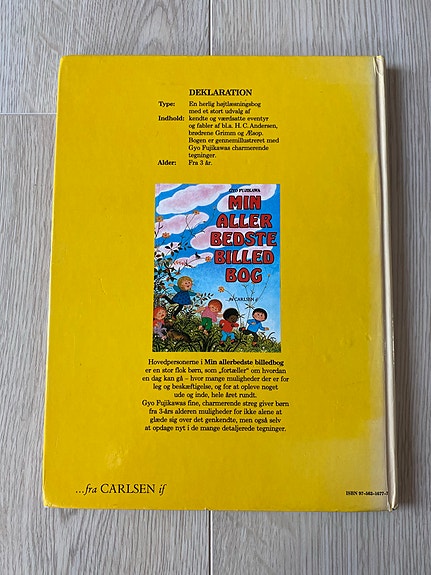 DEKLARATION
Type: En herlig højtlæsningsbog
med et stort udvalg af
Indhold: kendte og værdsatte eventyr
og fabler af bl.a. H. C. Andersen,
brødrene Grimm og Æsop.
Bogen er gennemillustreret med
Gyo Fujikawas charmerende
tegninger.
Alder: Fra 3 år.
GYO FUJIKAWA
MIN
ALLER
BEDSTE
BILLED
BOG
CARLSEN if
Hovedpersonerne i Min allerbedste billedbog
er en stor flok børn, som „fortæller“ om hvordan
en dag kan gå – hvor mange muligheder der er for
leg og beskæftigelse, og for at opleve noget
ude og inde, hele året rundt.
Gyo Fujikawas fine, charmerende streg giver børn
fra 3-års alderen muligheder for ikke alene at
glæde sig over det genkendte, men også selv
at opdage nyt i de mange detaljerede tegninger.
...fra CARLSEN if
ISBN 87-562-1677-7